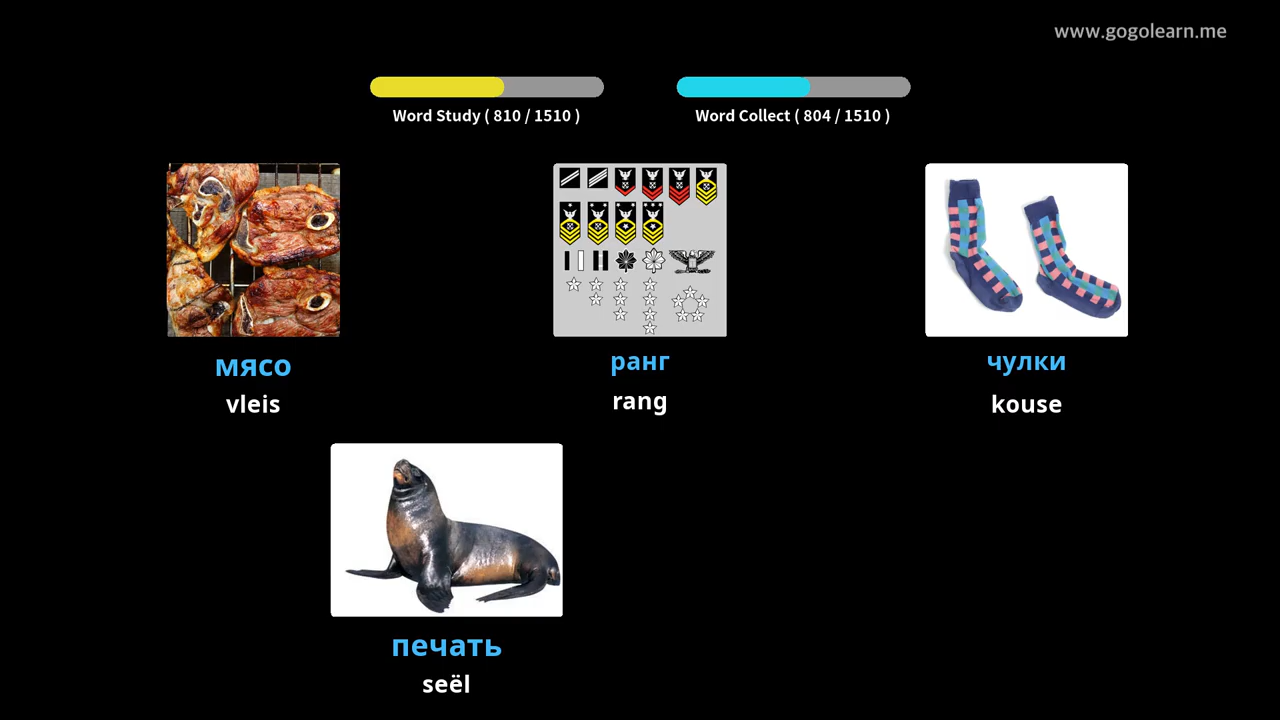 www.gogolearn.me
Word Study ( 810 / 1510 )
Word Collect ( 804 / 1510 )
мясо
vleis
ранг
rang
чулки
kouse
печать
seël